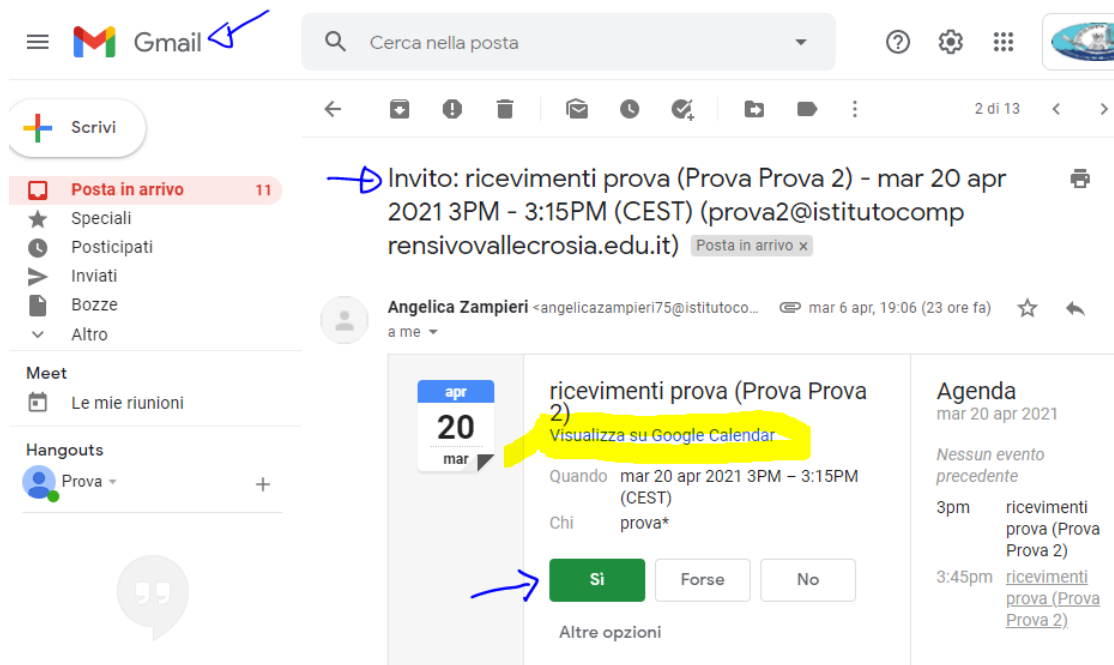 Gmail
Cerca nella posta
Scrivi
2 di 13
Posta in arrivo 11
Speciali
Posticipati
Inviati
Bozze
Altro
Meet
Le mie riunioni
Hangouts
Prova
Invito: ricevimenti prova (Prova Prova 2) - mar 20 apr
2021 3PM - 3:15PM (CEST) (prova2@istitutocomp
rensivovallecrosia.edu.it) Posta in arrivo x
Angelica Zampieri <angelicazampieri75@istitutoco... mar 6 apr, 19:06 (23 ore fa)
a me
apr
20
mar
ricevimenti prova (Prova Prova
2)
Visualizza su Google Calendar
Quando mar 20 apr 2021 3PM – 3:15PM
(CEST)
Chi prova*
Sì Forse No
Altre opzioni
Agenda
mar 20 apr 2021
Nessun evento
precedente
3pm ricevimenti
prova (Prova
Prova 2)
3:45pm ricevimenti
prova (Prova
Prova 2)